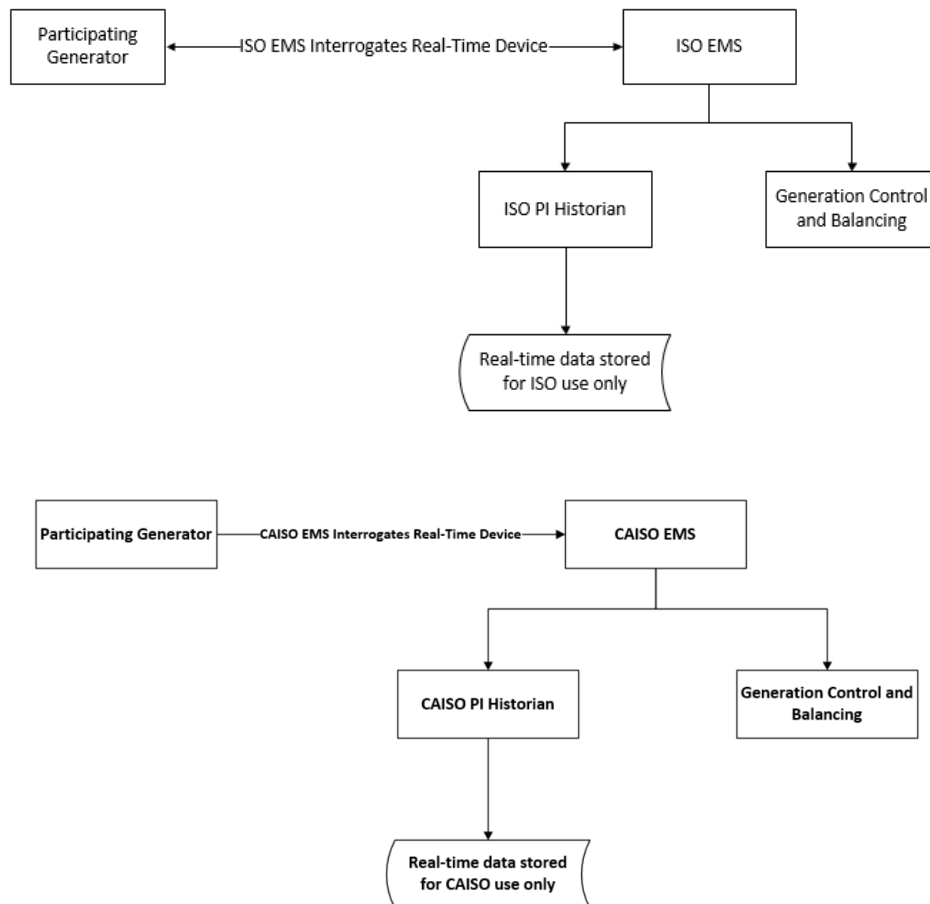 Participating
Generator
ISO EMS Interrogates Real-Time Device
ISO EMS
ISO PI Historian
Generation Control
and Balancing
Real-time data stored
for ISO use only
Participating Generator
CAISO EMS Interrogates Real-Time Device
CAISO EMS
CAISO PI Historian
Generation Control and
Balancing
Real-time data stored
for CAISO use only